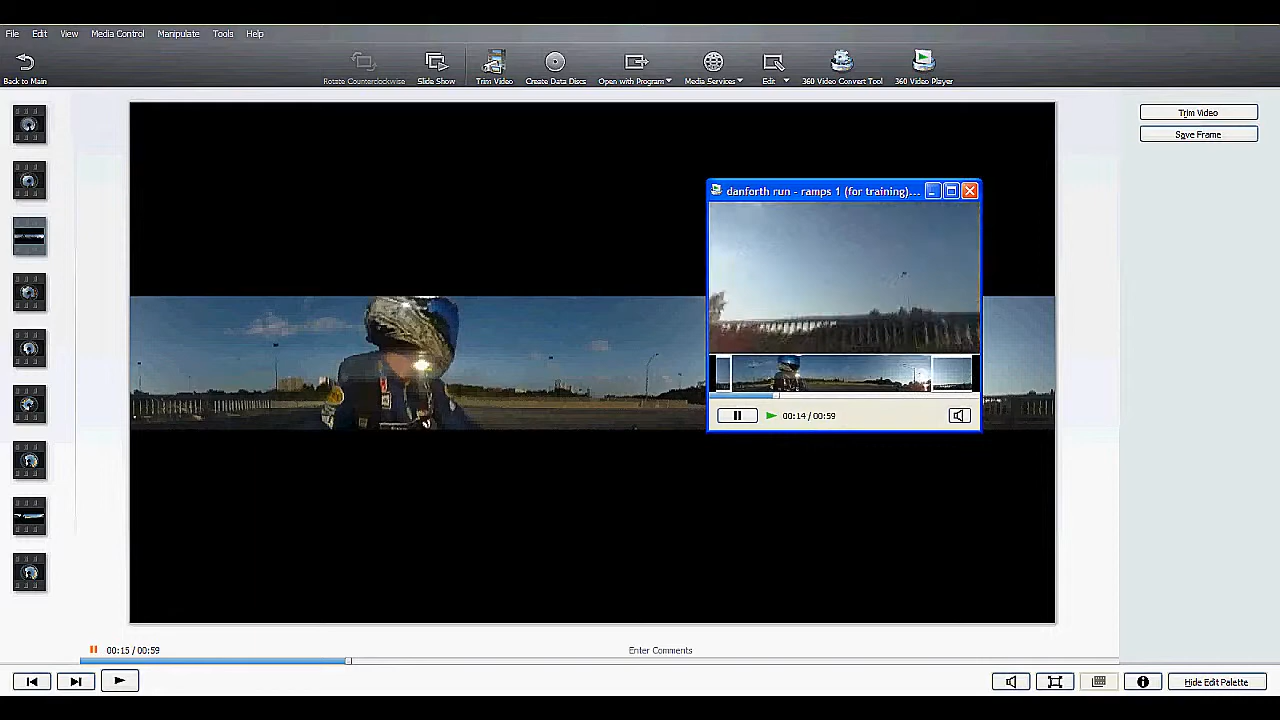 File Edit View Media Control Manipulate Tools Help
Back to Main Rotate Counterclockwise Slide Show Trim Video Create Data Discs Open with Program Media Services Edit 360 Video Convert Tool 360 Video Player
Trim Video
Save Frame
danforth run - ramps 1 (for training)...
00:14 / 00:59
00:15 / 00:59 Enter Comments
Hide Edit Palette